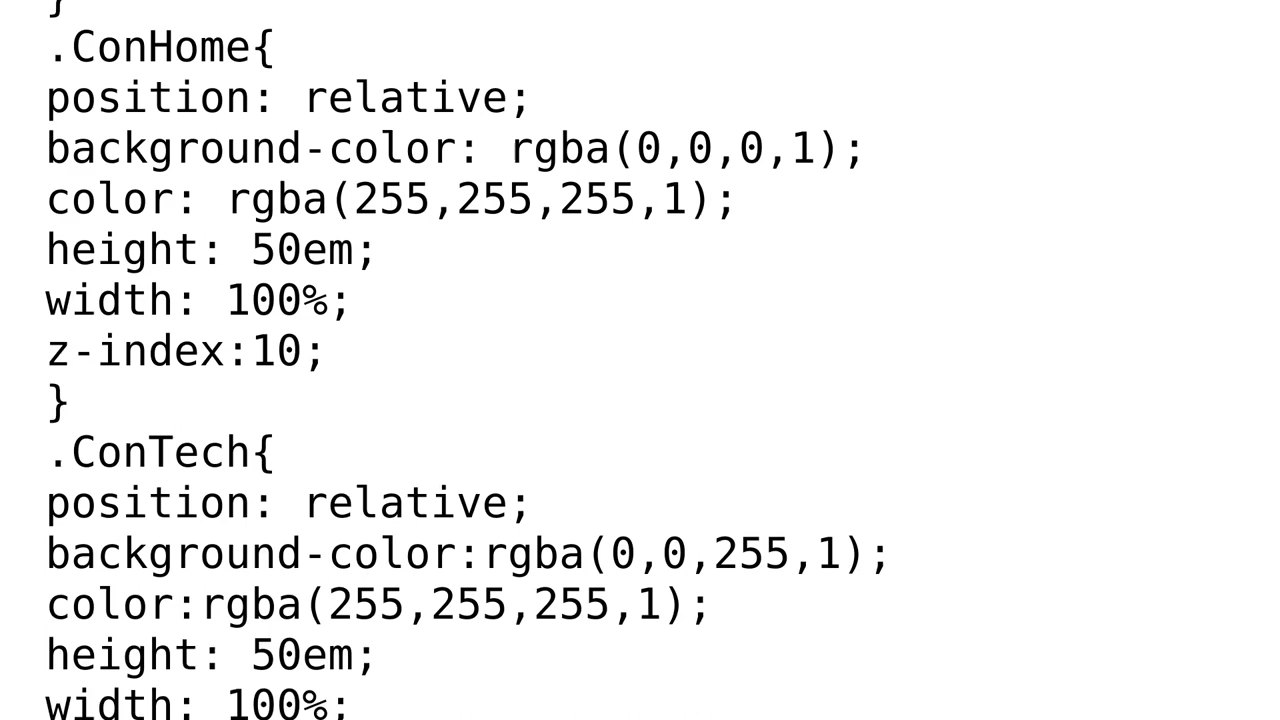 }
.ConHome{
position: relative;
background-color: rgba(0,0,0,1);
color: rgba(255,255,255,1);
height: 50em;
width: 100%;
z-index:10;
}
.ConTech{
position: relative;
background-color:rgba(0,0,255,1);
color:rgba(255,255,255,1);
height: 50em;
width: 100%;